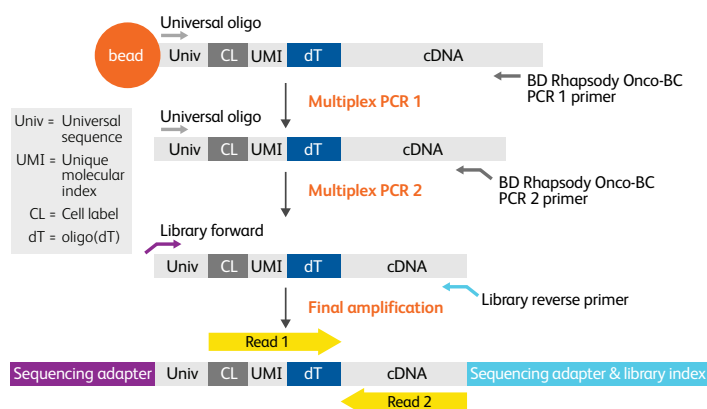 Universal oligo
bead
Univ CL UMI dT cDNA
BD Rhapsody Onco-BC
PCR 1 primer
Multiplex PCR 1
Univ = Universal
sequence
UMI = Unique
molecular
index
CL = Cell label
dT = oligo(dT)
Universal oligo
Univ CL UMI dT cDNA
BD Rhapsody Onco-BC
PCR 2 primer
Multiplex PCR 2
Library forward
Univ CL UMI dT cDNA
Library reverse primer
Final amplification
Read 1
Sequencing adapter Univ CL UMI dT cDNA Sequencing adapter & library index
Read 2